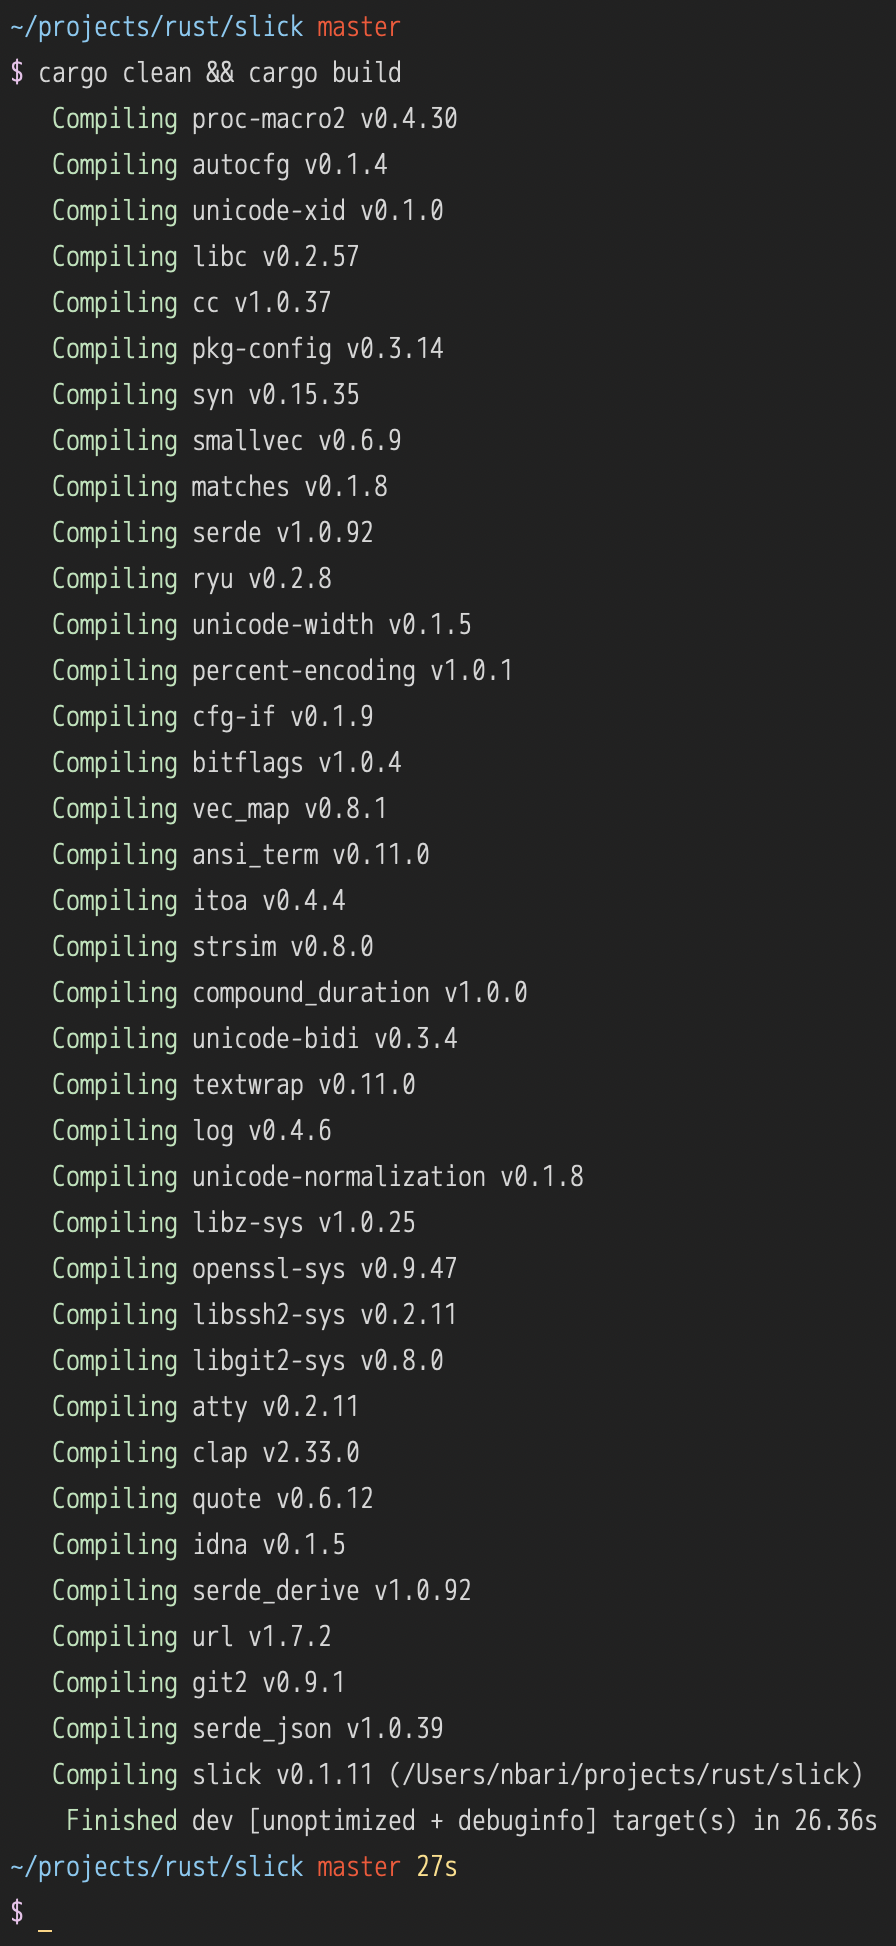 ~/projects/rust/slick master
$ cargo clean && cargo build
   Compiling proc-macro2 v0.4.30
   Compiling autocfg v0.1.4
   Compiling unicode-xid v0.1.0
   Compiling libc v0.2.57
   Compiling cc v1.0.37
   Compiling pkg-config v0.3.14
   Compiling syn v0.15.35
   Compiling smallvec v0.6.9
   Compiling matches v0.1.8
   Compiling serde v1.0.92
   Compiling ryu v0.2.8
   Compiling unicode-width v0.1.5
   Compiling percent-encoding v1.0.1
   Compiling cfg-if v0.1.9
   Compiling bitflags v1.0.4
   Compiling vec_map v0.8.1
   Compiling ansi_term v0.11.0
   Compiling itoa v0.4.4
   Compiling strsim v0.8.0
   Compiling compound_duration v1.0.0
   Compiling unicode-bidi v0.3.4
   Compiling textwrap v0.11.0
   Compiling log v0.4.6
   Compiling unicode-normalization v0.1.8
   Compiling libz-sys v1.0.25
   Compiling openssl-sys v0.9.47
   Compiling libssh2-sys v0.2.11
   Compiling libgit2-sys v0.8.0
   Compiling atty v0.2.11
   Compiling clap v2.33.0
   Compiling quote v0.6.12
   Compiling idna v0.1.5
   Compiling serde_derive v1.0.92
   Compiling url v1.7.2
   Compiling git2 v0.9.1
   Compiling serde_json v1.0.39
   Compiling slick v0.1.11 (/Users/nbari/projects/rust/slick)
    Finished dev [unoptimized + debuginfo] target(s) in 26.36s
~/projects/rust/slick master 27s
$ _